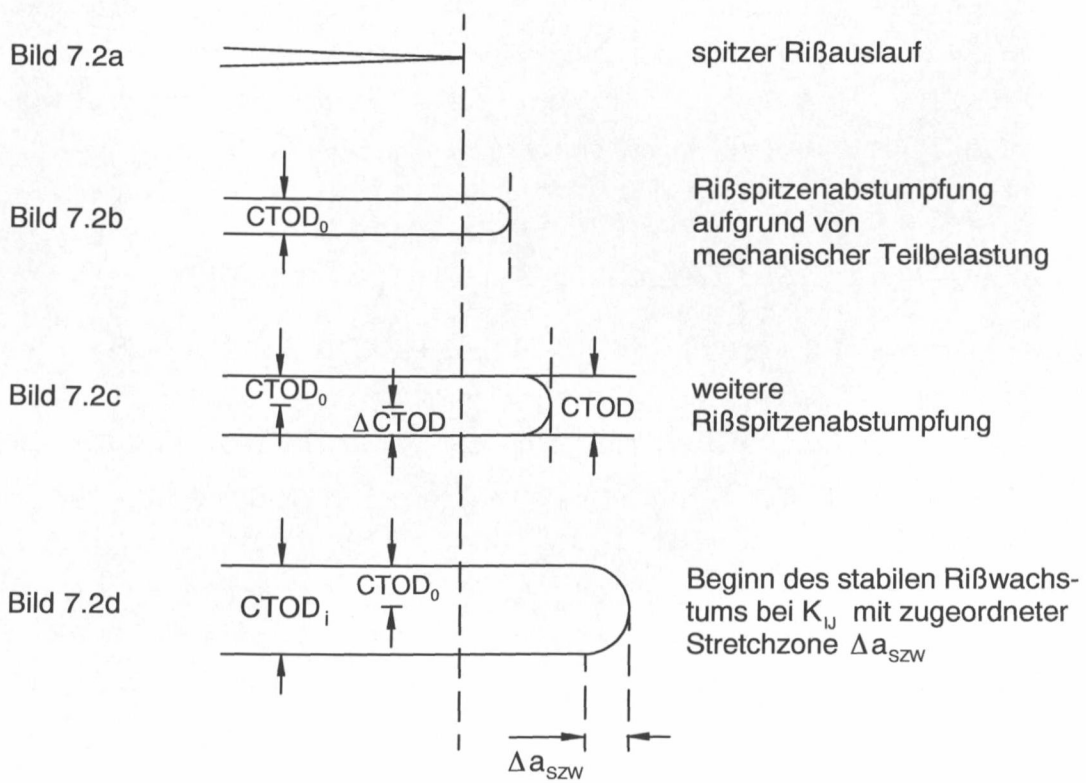 Bild 7.2a
spitzer Rißauslauf
Bild 7.2b
CTOD₀
Rißspitzenabstumpfung
aufgrund von
mechanischer Teilbelastung
Bild 7.2c
CTOD₀
Δ CTOD
CTOD
weitere
Rißspitzenabstumpfung
Bild 7.2d
CTODᵢ
CTOD₀
Beginn des stabilen Rißwachs-
tums bei K_IJ mit zugeordneter
Stretchzone Δa_SZW
Δa_SZW